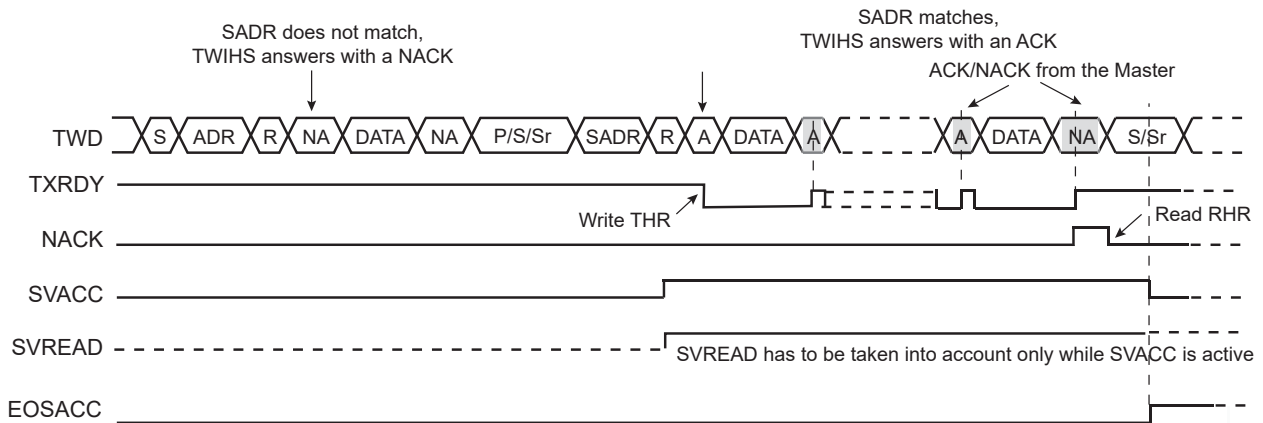 SADR does not match,
TWIHS answers with a NACK
SADR matches,
TWIHS answers with an ACK
ACK/NACK from the Master
TWD S ADR R NA DATA NA P/S/Sr SADR R A DATA A A DATA NA S/Sr
TXRDY
Write THR
Read RHR
NACK
SVACC
SVREAD
SVREAD has to be taken into account only while SVACC is active
EOSACC